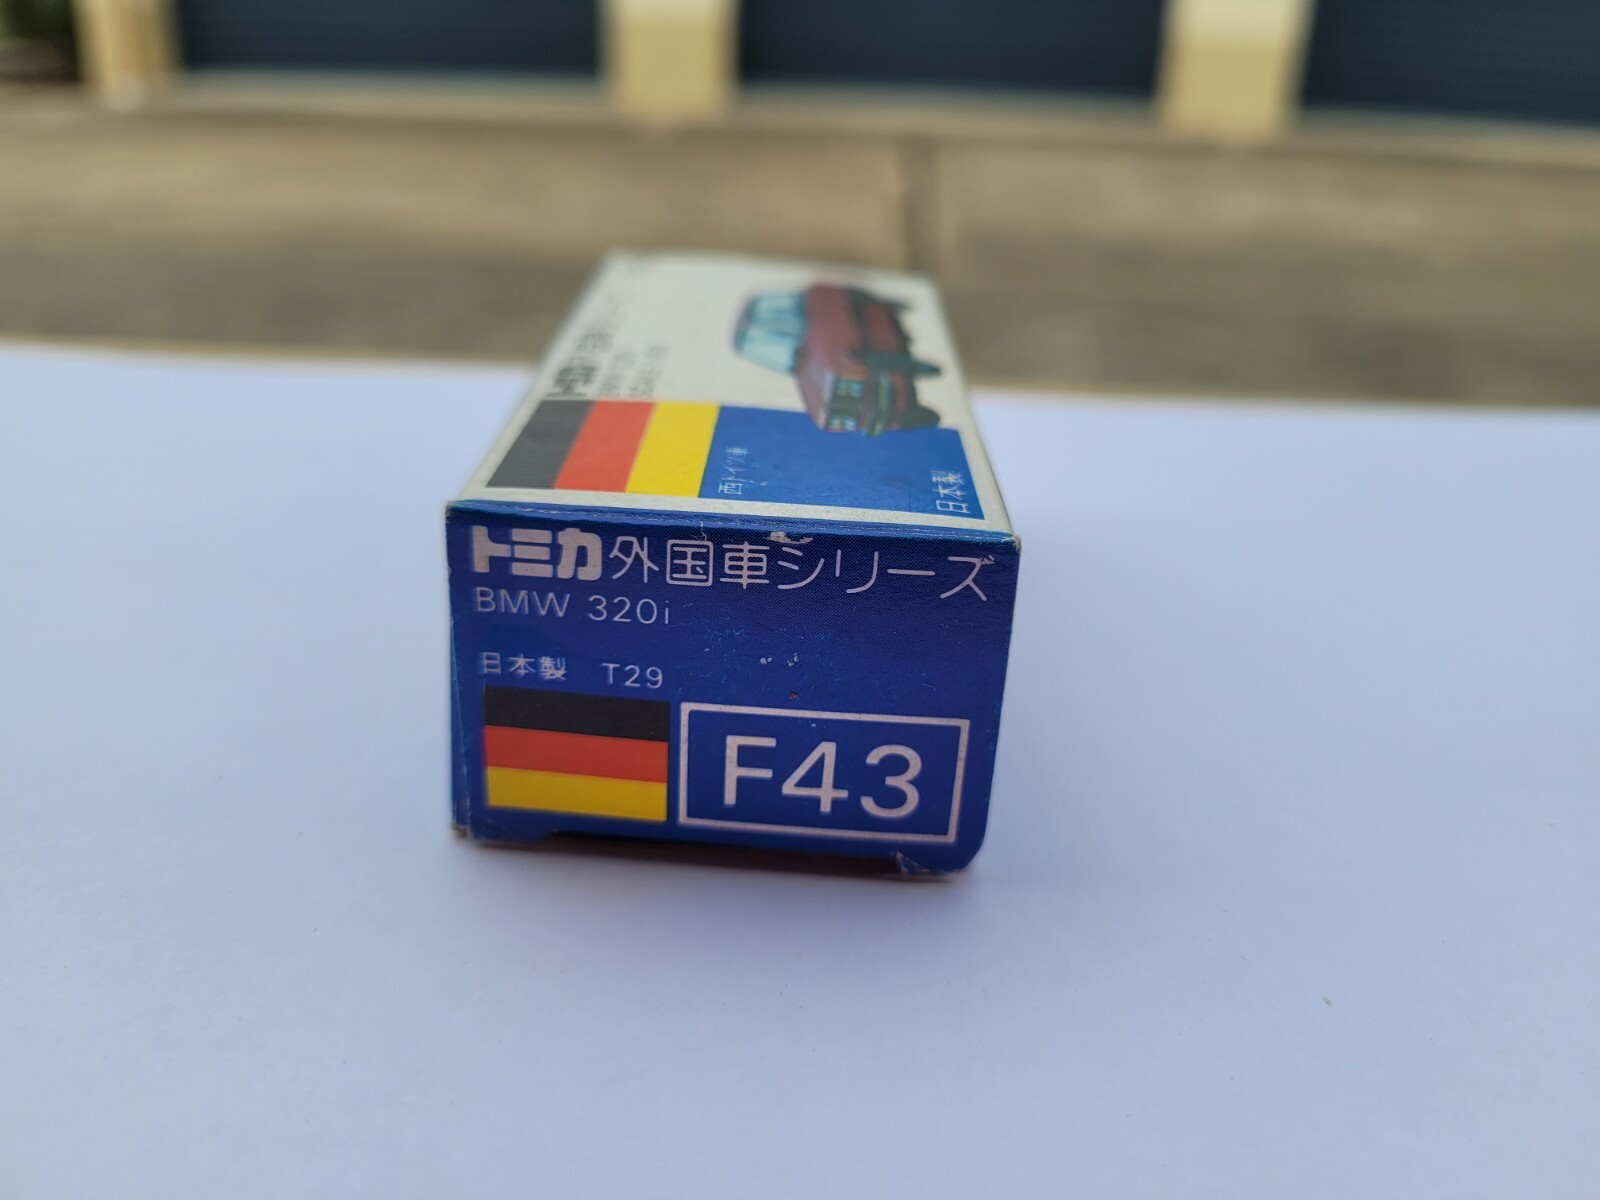 西ドイツ車
日本製
トミカ外国車シリーズ
BMW 320i
日本製 T29
F43